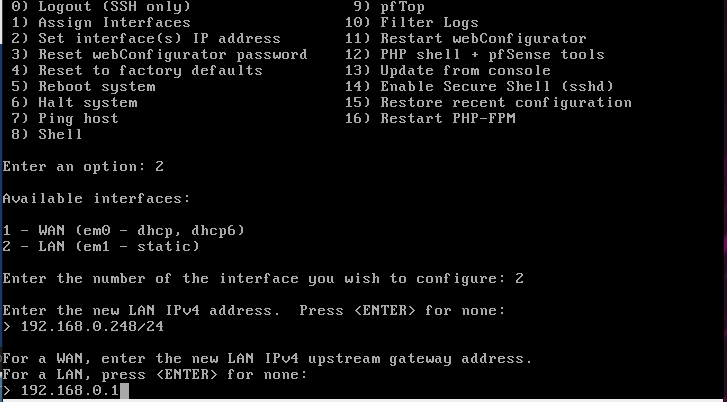 0) Logout (SSH only) 9) pfTop
1) Assign Interfaces 10) Filter Logs
2) Set interface(s) IP address 11) Restart webConfigurator
3) Reset webConfigurator password 12) PHP shell + pfSense tools
4) Reset to factory defaults 13) Update from console
5) Reboot system 14) Enable Secure Shell (sshd)
6) Halt system 15) Restore recent configuration
7) Ping host 16) Restart PHP-FPM
8) Shell
Enter an option: 2
Available interfaces:
1 - WAN (em0 - dhcp, dhcp6)
2 - LAN (em1 - static)
Enter the number of the interface you wish to configure: 2
Enter the new LAN IPv4 address. Press <ENTER> for none:
> 192.168.0.248/24
For a WAN, enter the new LAN IPv4 upstream gateway address.
For a LAN, press <ENTER> for none:
> 192.168.0.1